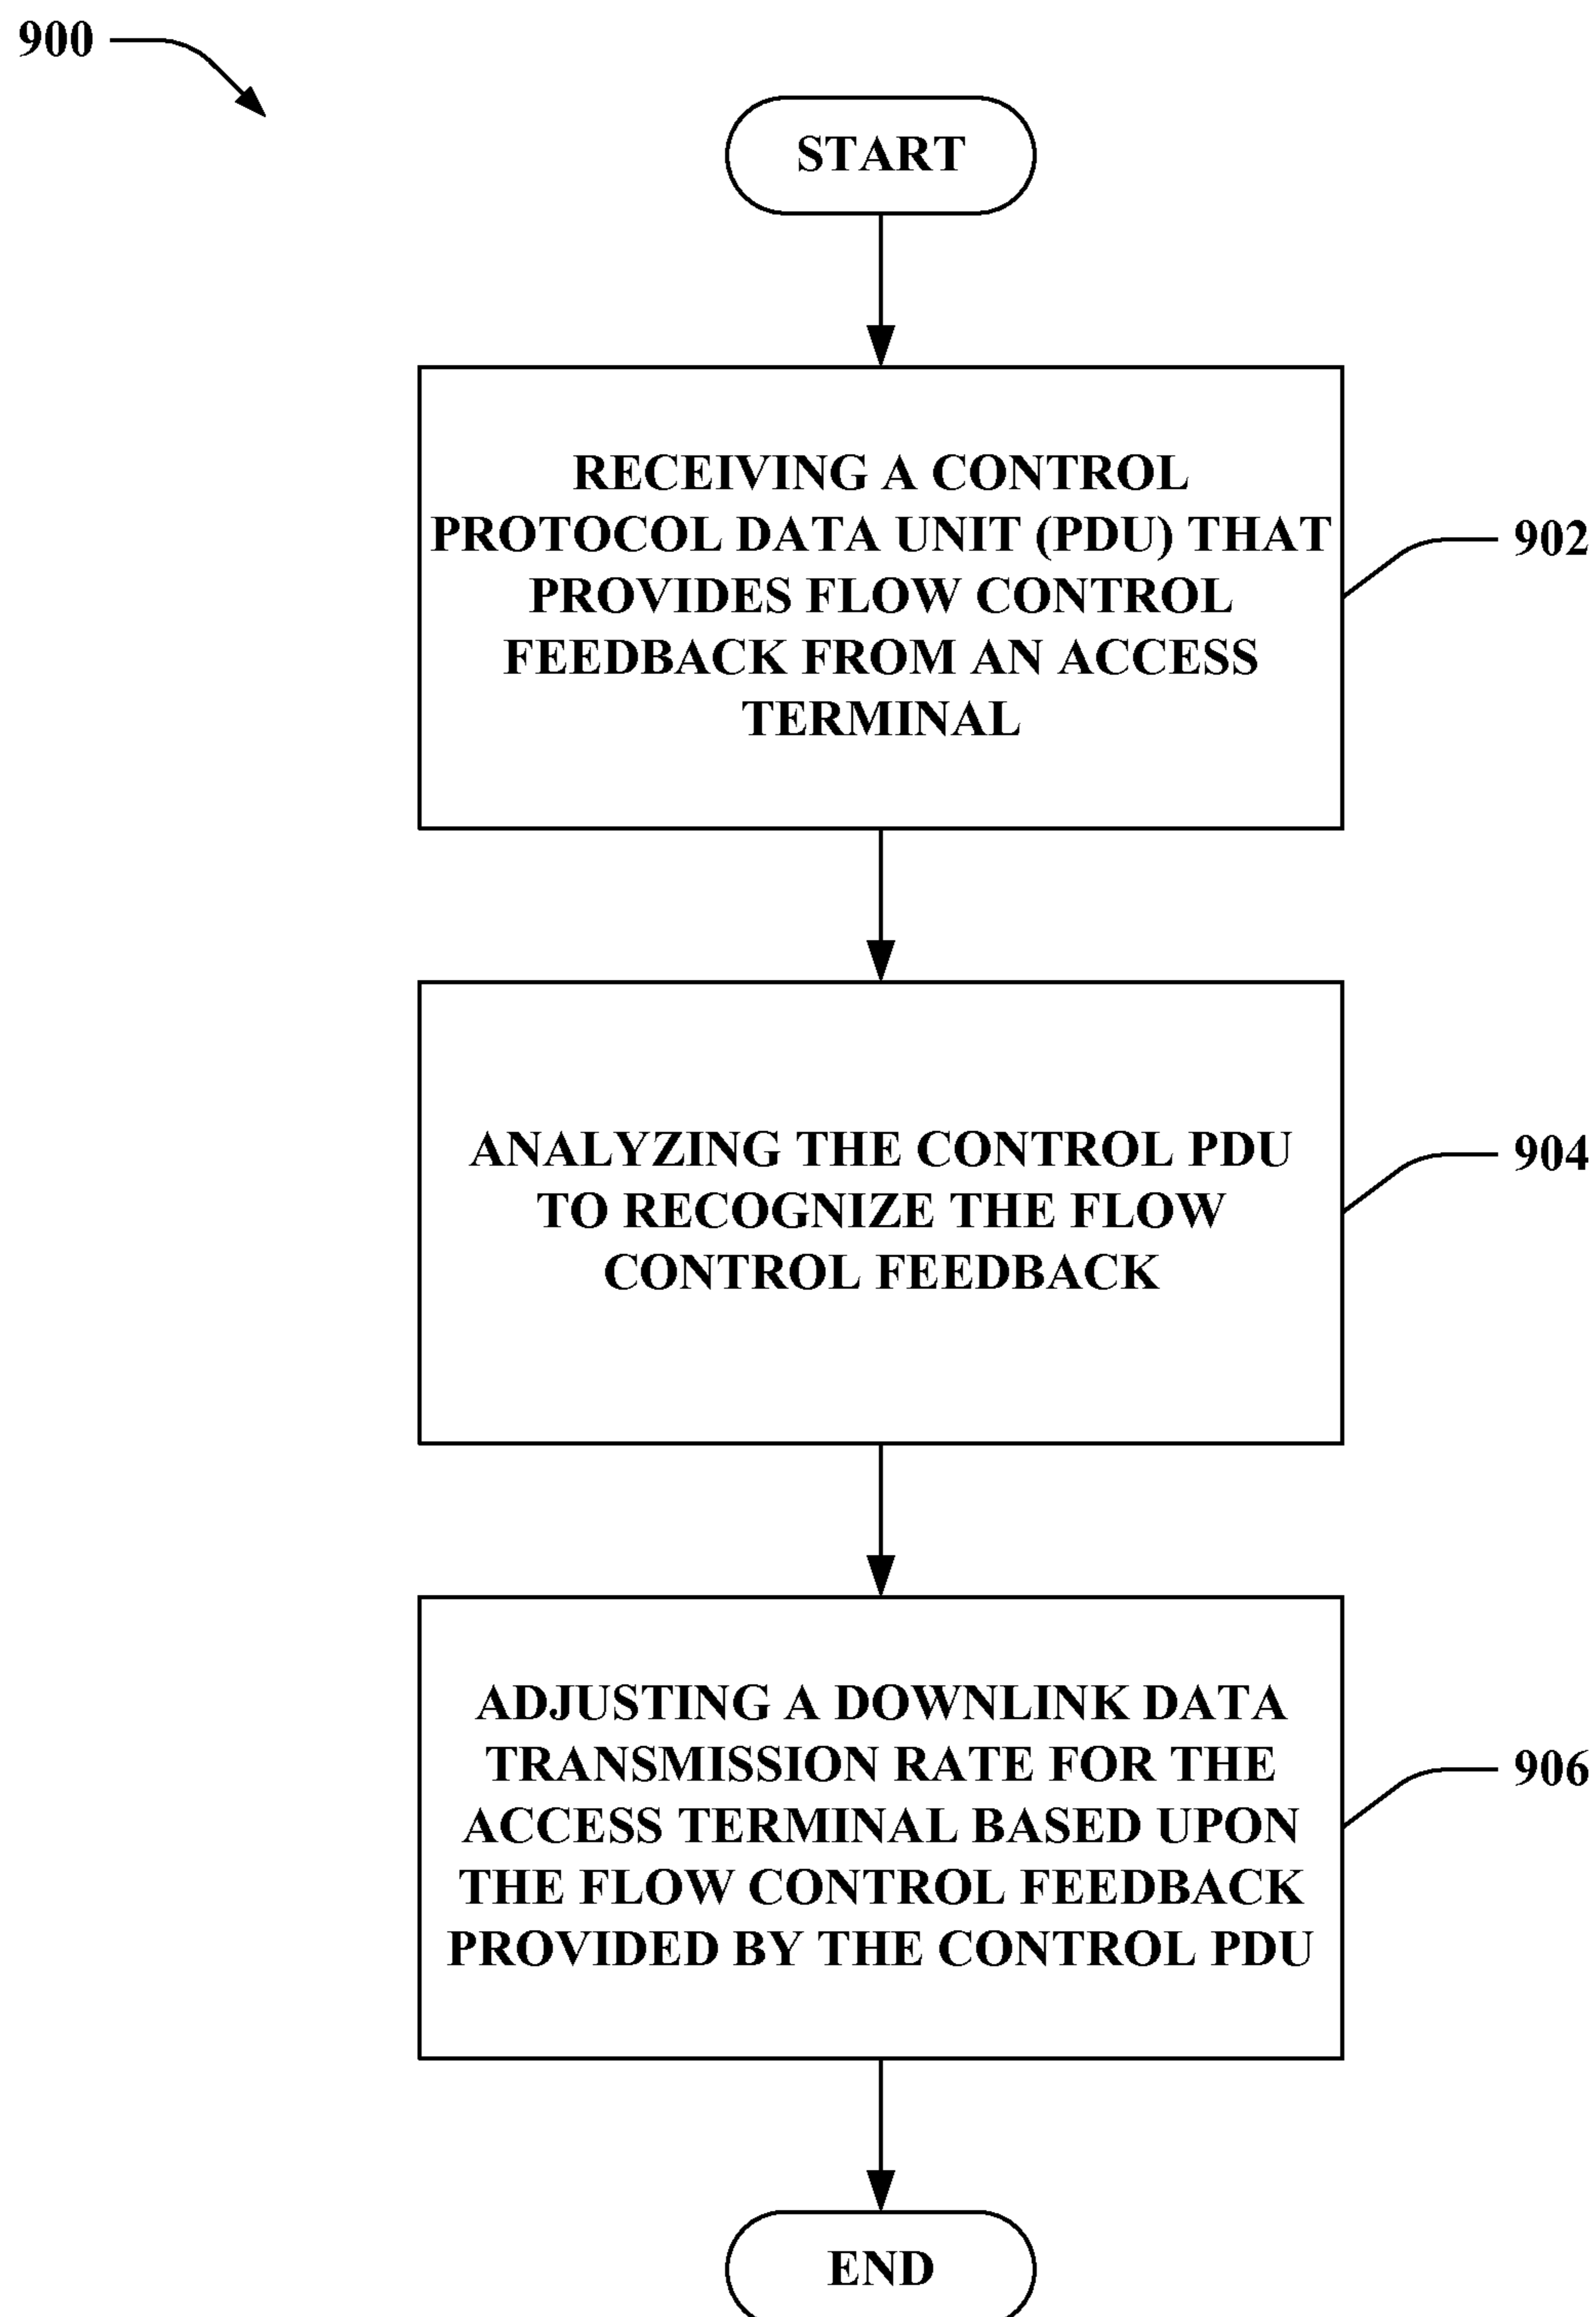 900
START
RECEIVING A CONTROL
PROTOCOL DATA UNIT (PDU) THAT
PROVIDES FLOW CONTROL
FEEDBACK FROM AN ACCESS
TERMINAL
902
ANALYZING THE CONTROL PDU
TO RECOGNIZE THE FLOW
CONTROL FEEDBACK
904
ADJUSTING A DOWNLINK DATA
TRANSMISSION RATE FOR THE
ACCESS TERMINAL BASED UPON
THE FLOW CONTROL FEEDBACK
PROVIDED BY THE CONTROL PDU
906
END